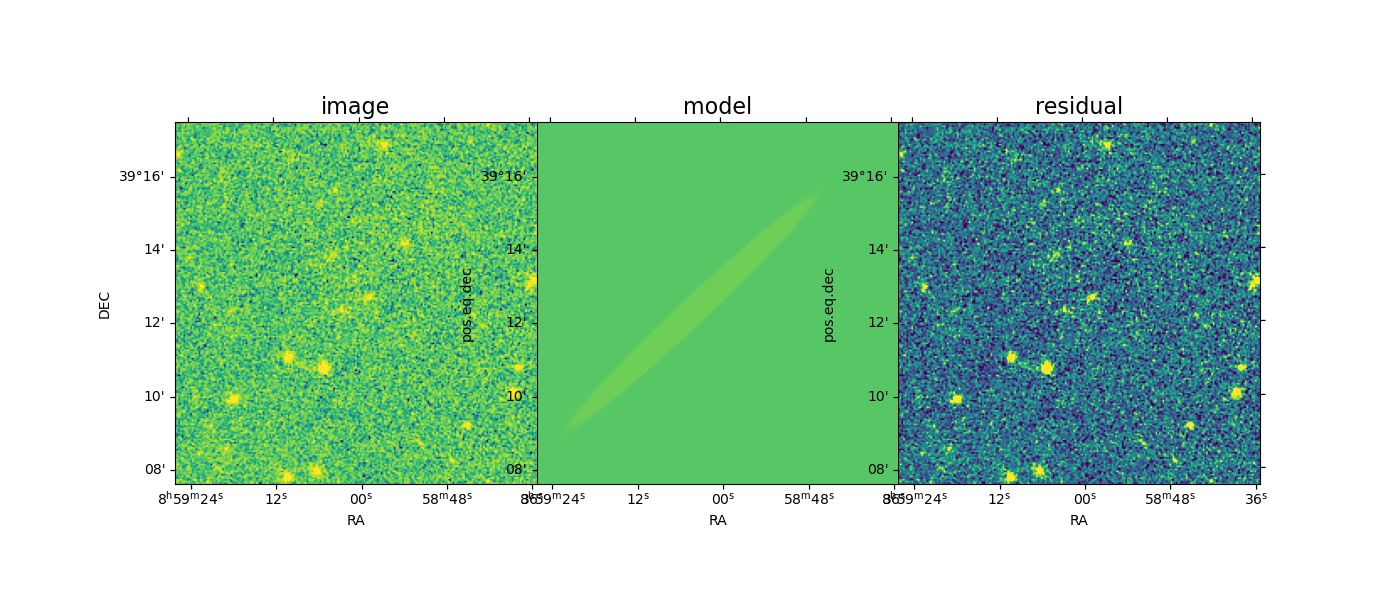 image model residual
39°16' 39°16' 39°16'
14' 14' 14'
DEC pos.eq.dec pos.eq.dec
12' 12' 12'
10' 10' 10'
08' 08' 08'
8ʰ59ᵐ24ˢ 12ˢ 00ˢ 58ᵐ48ˢ 8ʰ59ᵐ24ˢ 12ˢ 00ˢ 58ᵐ48ˢ 8ʰ59ᵐ24ˢ 12ˢ 00ˢ 58ᵐ48ˢ 36ˢ
RA RA RA